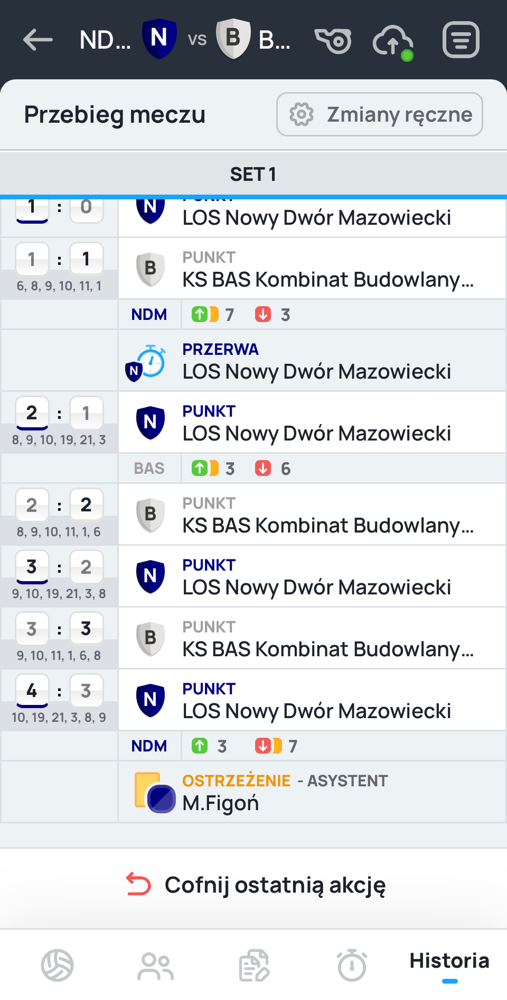 ND... N VS B B...
Przebieg meczu
Zmiany ręczne
SET 1
1 : 0
N
PUNKT
LOS Nowy Dwór Mazowiecki
1 : 1
6, 8, 9, 10, 11, 1
B
PUNKT
KS BAS Kombinat Budowlany...
NDM 7 3
N
PRZERWA
LOS Nowy Dwór Mazowiecki
2 : 1
8, 9, 10, 19, 21, 3
N
PUNKT
LOS Nowy Dwór Mazowiecki
BAS 3 6
2 : 2
8, 9, 10, 11, 1, 6
B
PUNKT
KS BAS Kombinat Budowlany...
3 : 2
9, 10, 19, 21, 3, 8
N
PUNKT
LOS Nowy Dwór Mazowiecki
3 : 3
9, 10, 11, 1, 6, 8
B
PUNKT
KS BAS Kombinat Budowlany...
4 : 3
10, 19, 21, 3, 8, 9
N
PUNKT
LOS Nowy Dwór Mazowiecki
NDM 3 7
OSTRZEŻENIE - ASYSTENT
M.Figoń
Cofnij ostatnią akcję
Historia